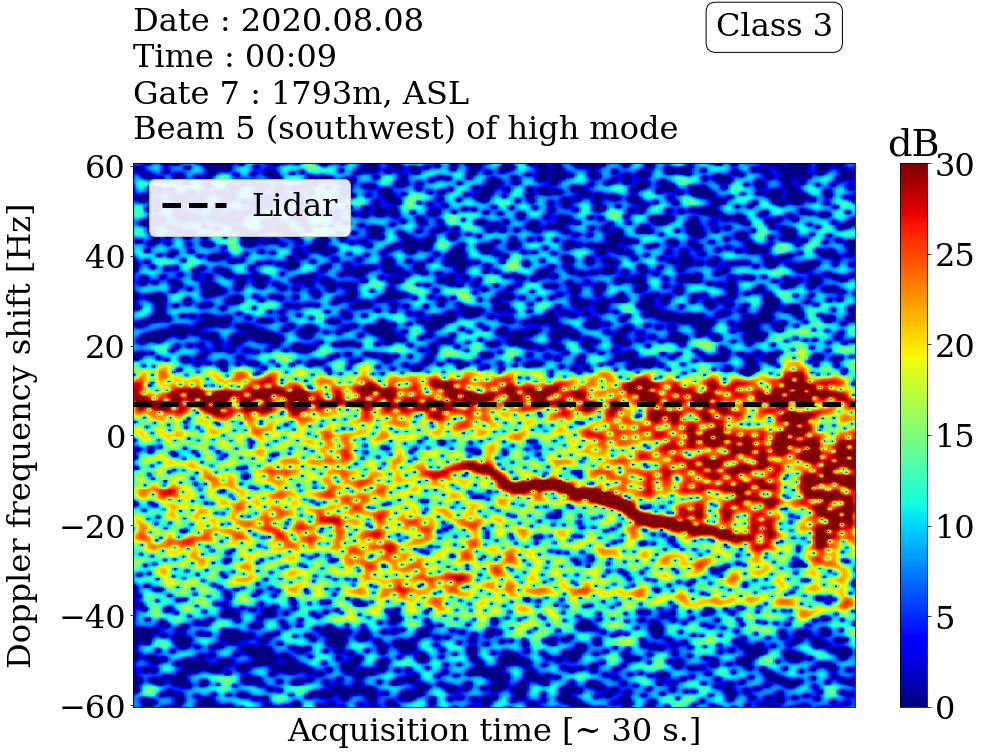 Date : 2020.08.08
Time : 00:09
Gate 7 : 1793m, ASL
Beam 5 (southwest) of high mode
Class 3
dB
Lidar
Doppler frequency shift [Hz]
60
40
20
0
−20
−40
−60
30
25
20
15
10
5
0
Acquisition time [~ 30 s.]